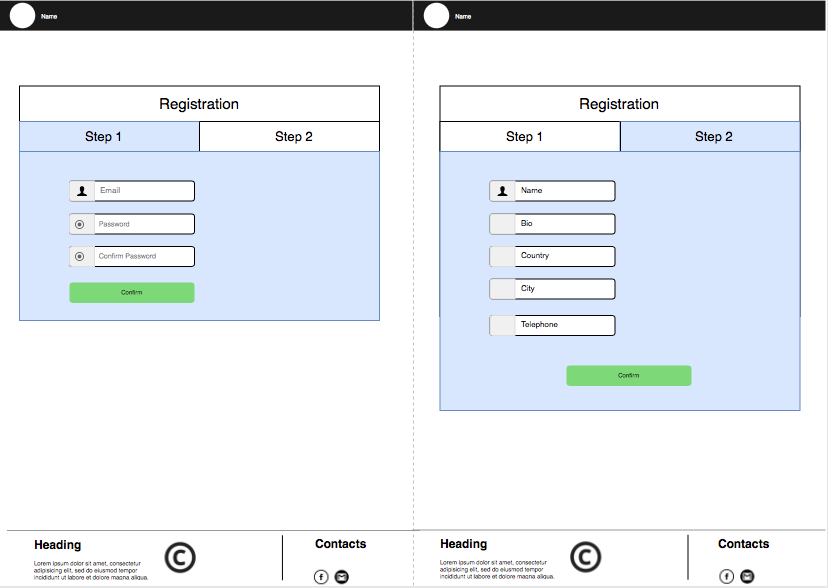 Name
Registration
Step 1
Step 2
Email
Password
Confirm Password
Confirm
Heading
Lorem ipsum dolor sit amet, consectetur
adipisicing elit, sed do eiusmod tempor
incididunt ut labore et dolore magna aliqua.
C
Contacts
f
Name
Registration
Step 1
Step 2
Name
Bio
Country
City
Telephone
Confirm
Heading
Lorem ipsum dolor sit amet, consectetur
adipisicing elit, sed do eiusmod tempor
incididunt ut labore et dolore magna aliqua.
C
Contacts
f